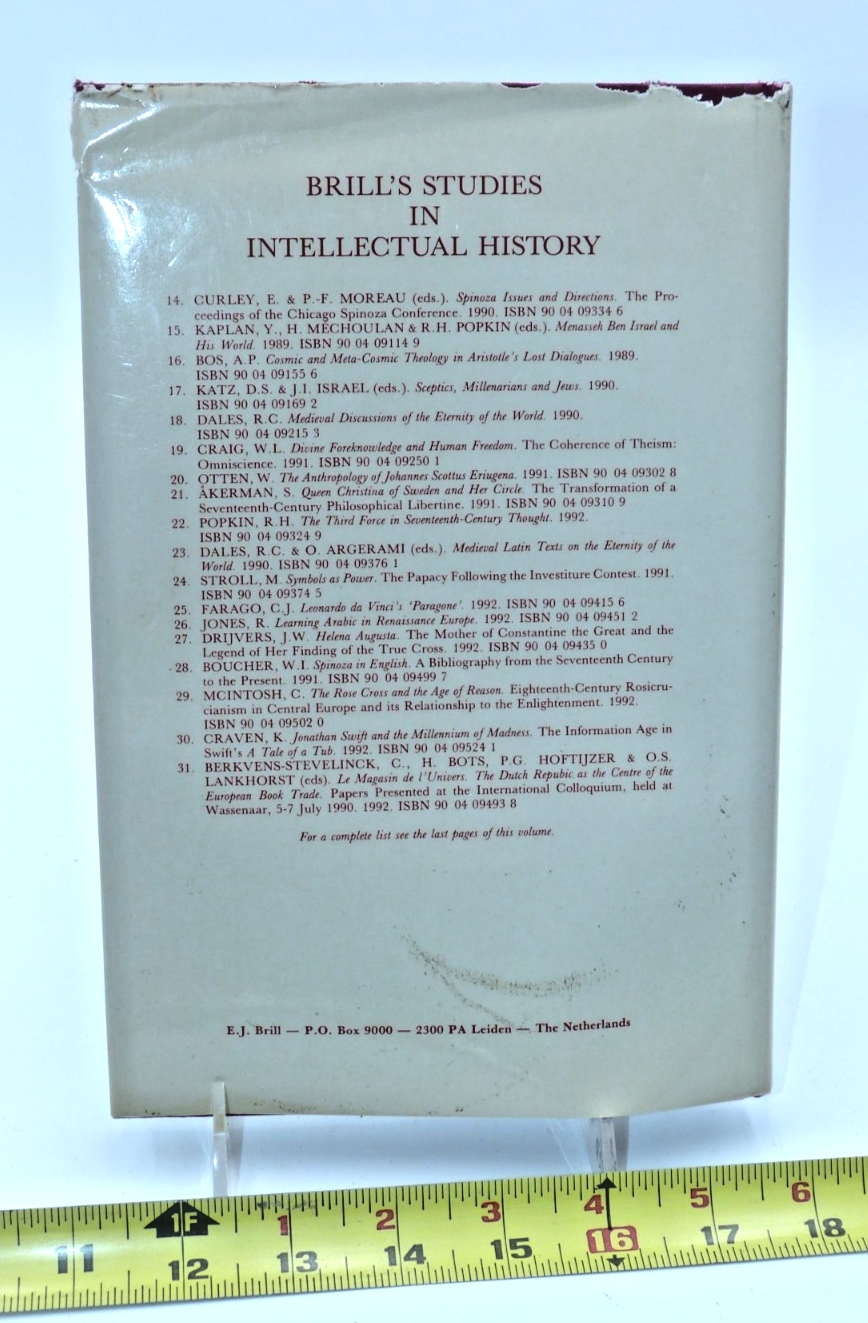 BRILL'S STUDIES
IN
INTELLECTUAL HISTORY
14. CURLEY, E. & P.-F. MOREAU (eds.). Spinoza Issues and Directions. The Pro-
ceedings of the Chicago Spinoza Conference. 1990. ISBN 90 04 09334 6
15. KAPLAN, Y., H. MÉCHOULAN & R.H. POPKIN (eds.). Menasseh Ben Israel and
His World. 1989. ISBN 90 04 09114 9
16. BOS, A.P. Cosmic and Meta-Cosmic Theology in Aristotle's Lost Dialogues. 1989.
ISBN 90 04 09155 6
17. KATZ, D.S. & J.I. ISRAEL (eds.). Sceptics, Millenarians and Jews. 1990.
ISBN 90 04 09169 2
18. DALES, R.C. Medieval Discussions of the Eternity of the World. 1990.
ISBN 90 04 09215 3
19. CRAIG, W.L. Divine Foreknowledge and Human Freedom. The Coherence of Theism:
Omniscience. 1991. ISBN 90 04 09250 1
20. OTTEN, W. The Anthropology of Johannes Scottus Eriugena. 1991. ISBN 90 04 09302 8
21. ÅKERMAN, S. Queen Christina of Sweden and Her Circle. The Transformation of a
Seventeenth-Century Philosophical Libertine. 1991. ISBN 90 04 09310 9
22. POPKIN, R.H. The Third Force in Seventeenth-Century Thought. 1992.
ISBN 90 04 09324 9
23. DALES, R.C. & O. ARGERAMI (eds.). Medieval Latin Texts on the Eternity of the
World. 1990. ISBN 90 04 09376 1
24. STROLL, M. Symbols as Power. The Papacy Following the Investiture Contest. 1991.
ISBN 90 04 09374 5
25. FARAGO, C.J. Leonardo da Vinci's 'Paragone'. 1992. ISBN 90 04 09415 6
26. JONES, R. Learning Arabic in Renaissance Europe. 1992. ISBN 90 04 09451 2
27. DRIJVERS, J.W. Helena Augusta. The Mother of Constantine the Great and the
Legend of Her Finding of the True Cross. 1992. ISBN 90 04 09435 0
28. BOUCHER, W.I. Spinoza in English. A Bibliography from the Seventeenth Century
to the Present. 1991. ISBN 90 04 09499 7
29. MCINTOSH, C. The Rose Cross and the Age of Reason. Eighteenth-Century Rosicru-
cianism in Central Europe and its Relationship to the Enlightenment. 1992.
ISBN 90 04 09502 0
30. CRAVEN, K. Jonathan Swift and the Millennium of Madness. The Information Age in
Swift's A Tale of a Tub. 1992. ISBN 90 04 09524 1
31. BERKVENS-STEVELINCK, C., H. BOTS, P.G. HOFTIJZER & O.S.
LANKHORST (eds). Le Magasin de l'Univers. The Dutch Repubic as the Centre of the
European Book Trade. Papers Presented at the International Colloquium, held at
Wassenaar, 5-7 July 1990. 1992. ISBN 90 04 09493 8
For a complete list see the last pages of this volume.
E.J. Brill — P.O. Box 9000 — 2300 PA Leiden — The Netherlands
1F 1 2 3 4 5 6
11 12 13 14 15 16 17 18